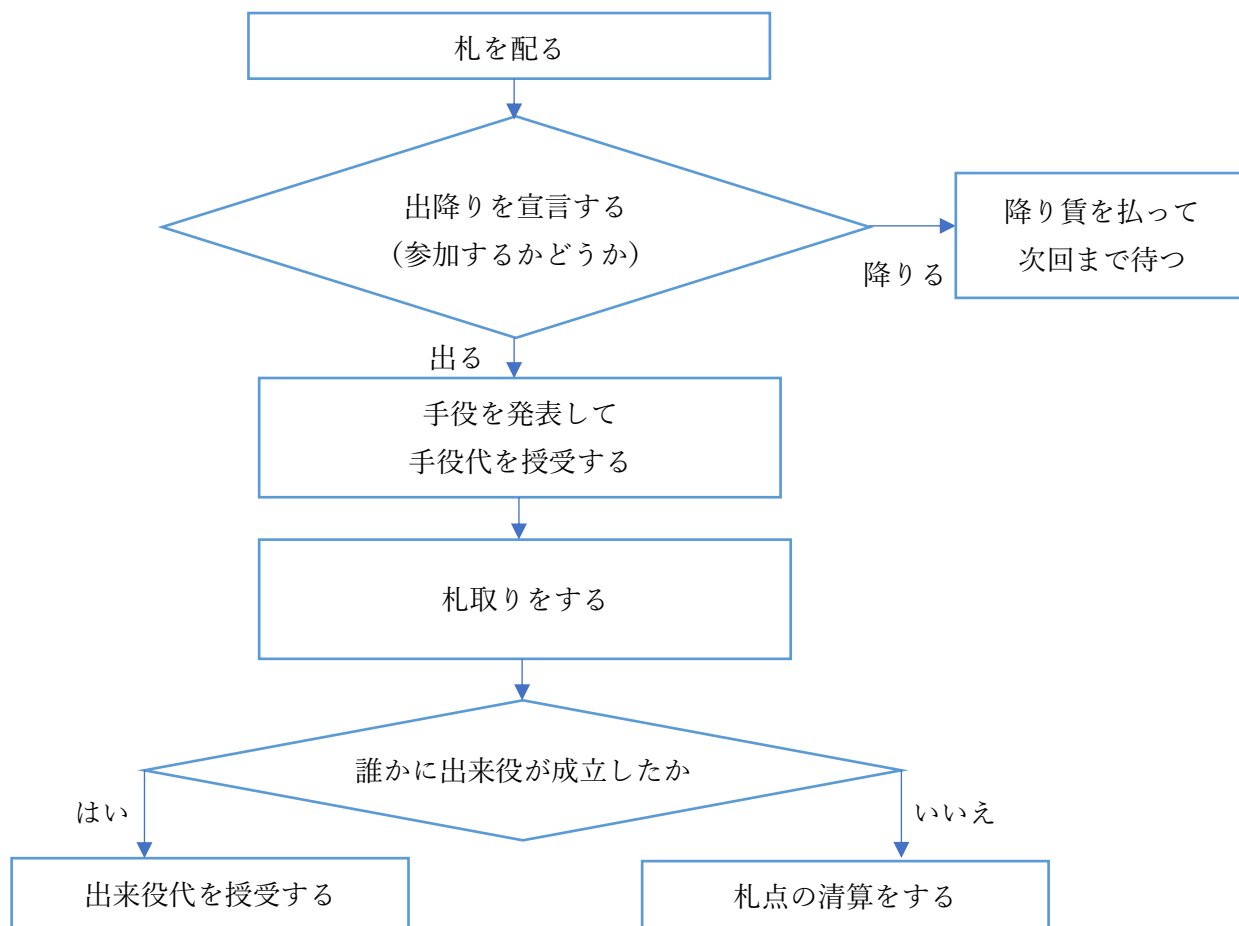 札を配る
出降りを宣言する
（参加するかどうか）
降り賃を払って
次回まで待つ
降りる
出る
手役を発表して
手役代を授受する
札取りをする
誰かに出来役が成立したか
はい
いいえ
出来役代を授受する
札点の清算をする